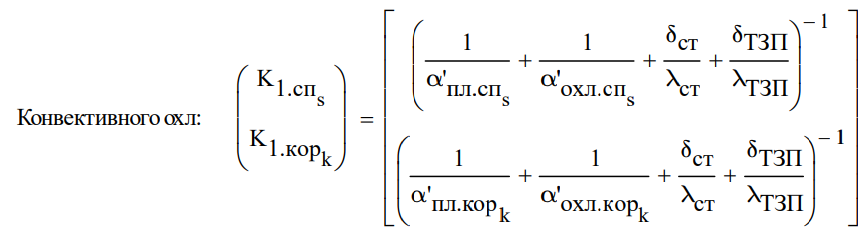 Конвективного охл: (K₁.спₛ K₁.корₖ) = [(1/α'пл.спₛ + 1/α'охл.спₛ + δст/λст + δТЗП/λТЗП)⁻¹
(1/α'пл.корₖ + 1/α'охл.корₖ + δст/λст + δТЗП/λТЗП)⁻¹]